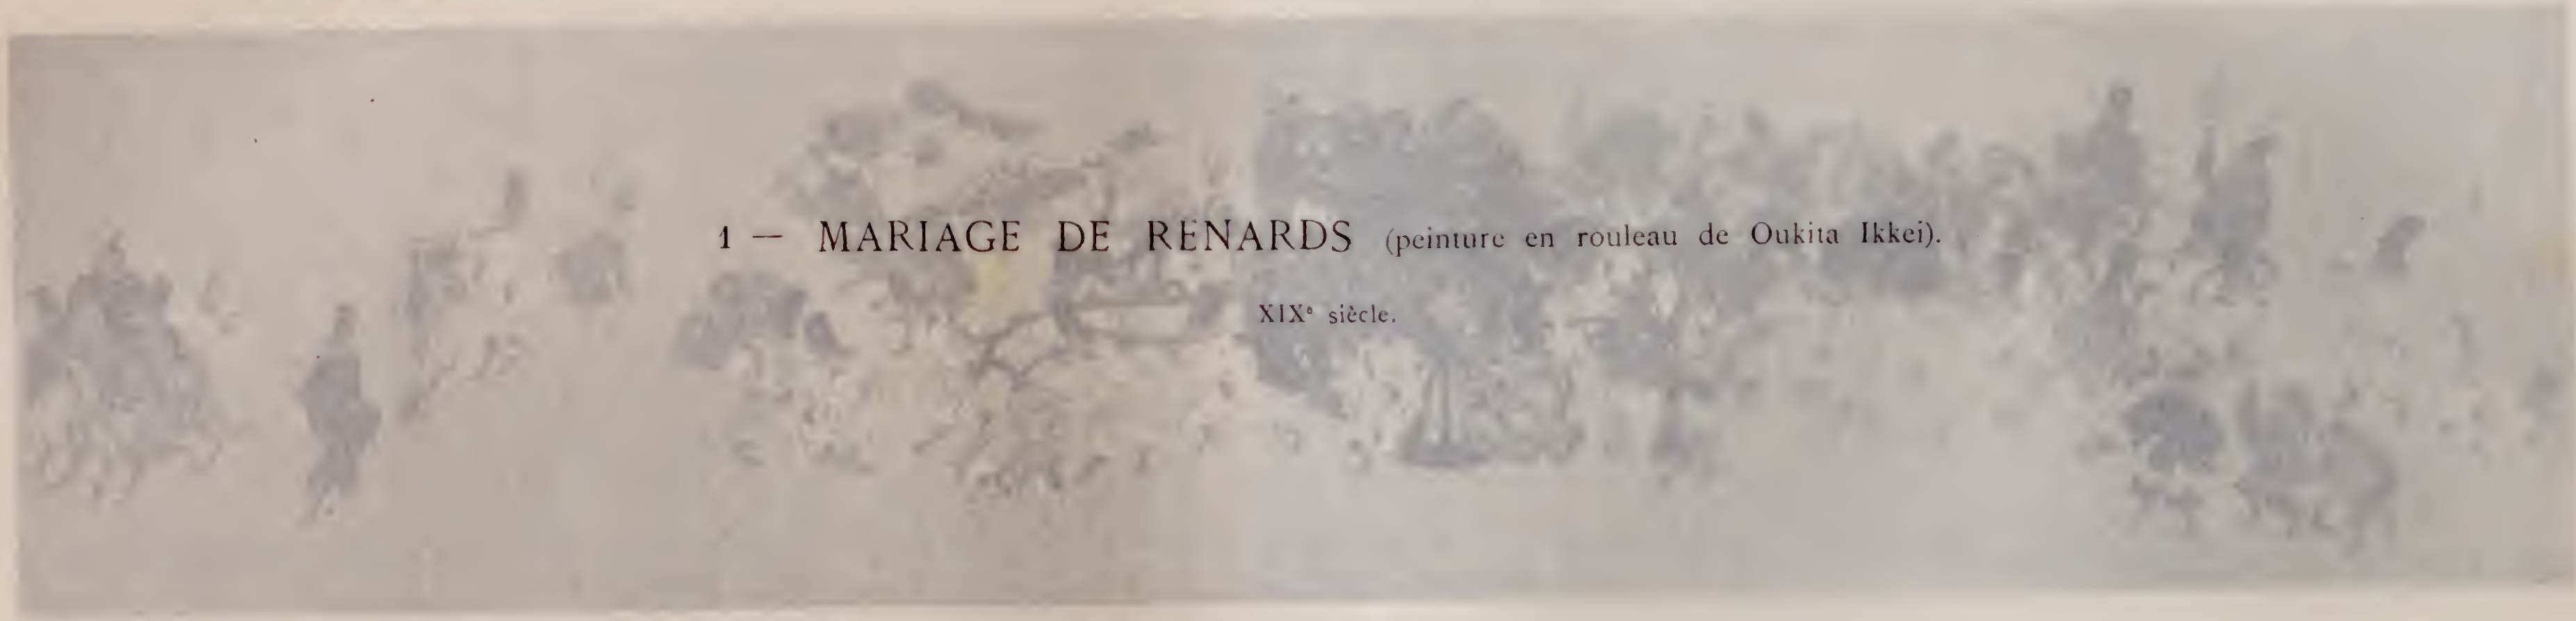 1 — MARIAGE DE RENARDS (peinture en rouleau de Oukita Ikkei).
XIXe siècle.